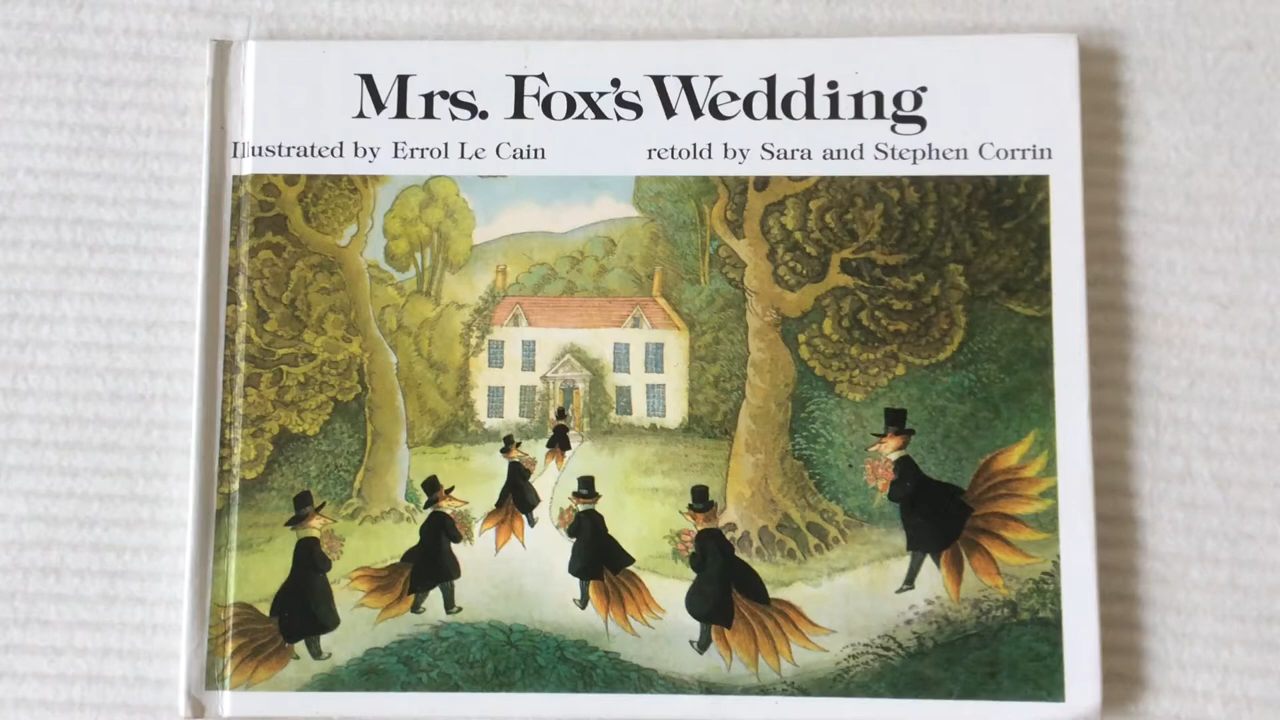 Mrs. Fox's Wedding
Illustrated by Errol Le Cain
retold by Sara and Stephen Corrin